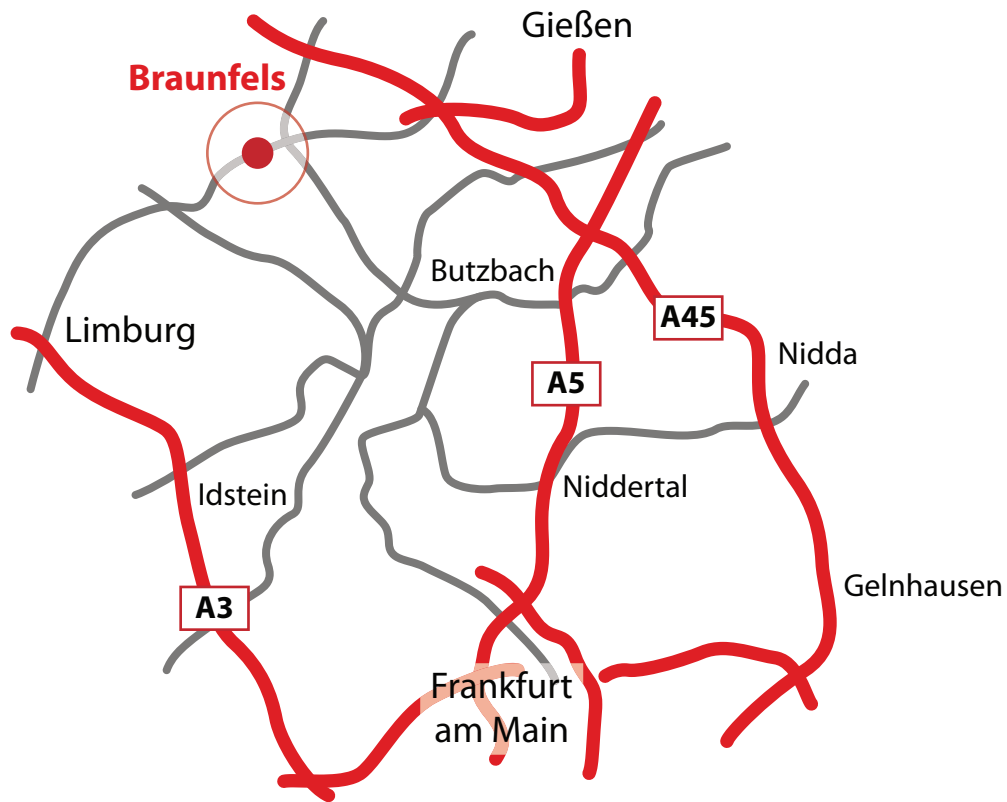 Gießen
Braunfels
Butzbach
A45
Limburg
Nidda
A5
Idstein
Niddertal
Gelnhausen
A3
Frankfurt
am Main